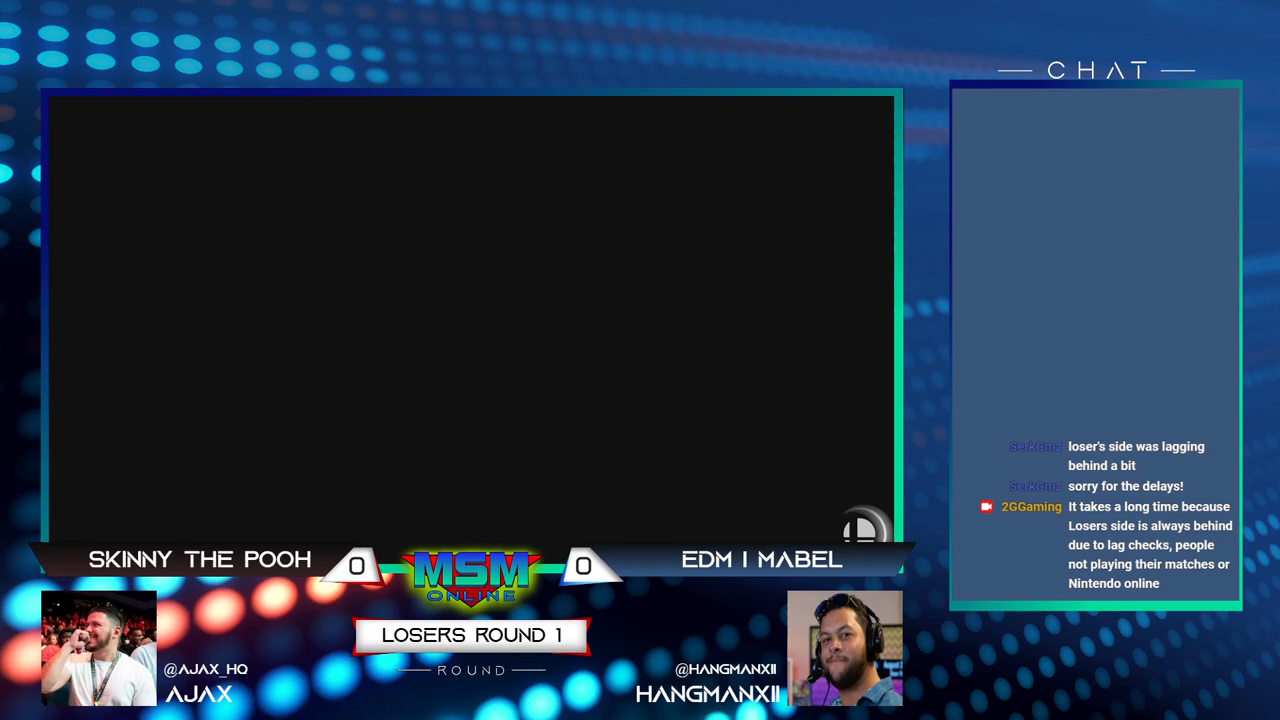 CHAT
SerkGmz loser's side was lagging
behind a bit
SerkGmz sorry for the delays!
2GGaming It takes a long time because
Losers side is always behind
due to lag checks, people
not playing their matches or
Nintendo online
SKINNY THE POOH 0 MSM ONLINE 0 EDM | MABEL
LOSERS ROUND 1
ROUND
@AJAX_HQ
AJAX
@HANGMANXII
HANGMANXII